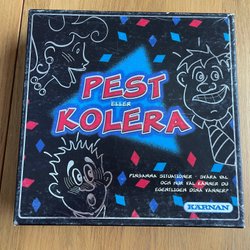 PEST
ELLER
KOLERA
PINSAMMA SITUATIONER - SVÅRA VAL
OCH HUR VÄL KÄNNER DU
EGENTLIGEN DINA VÄNNER?
KÄRNAN